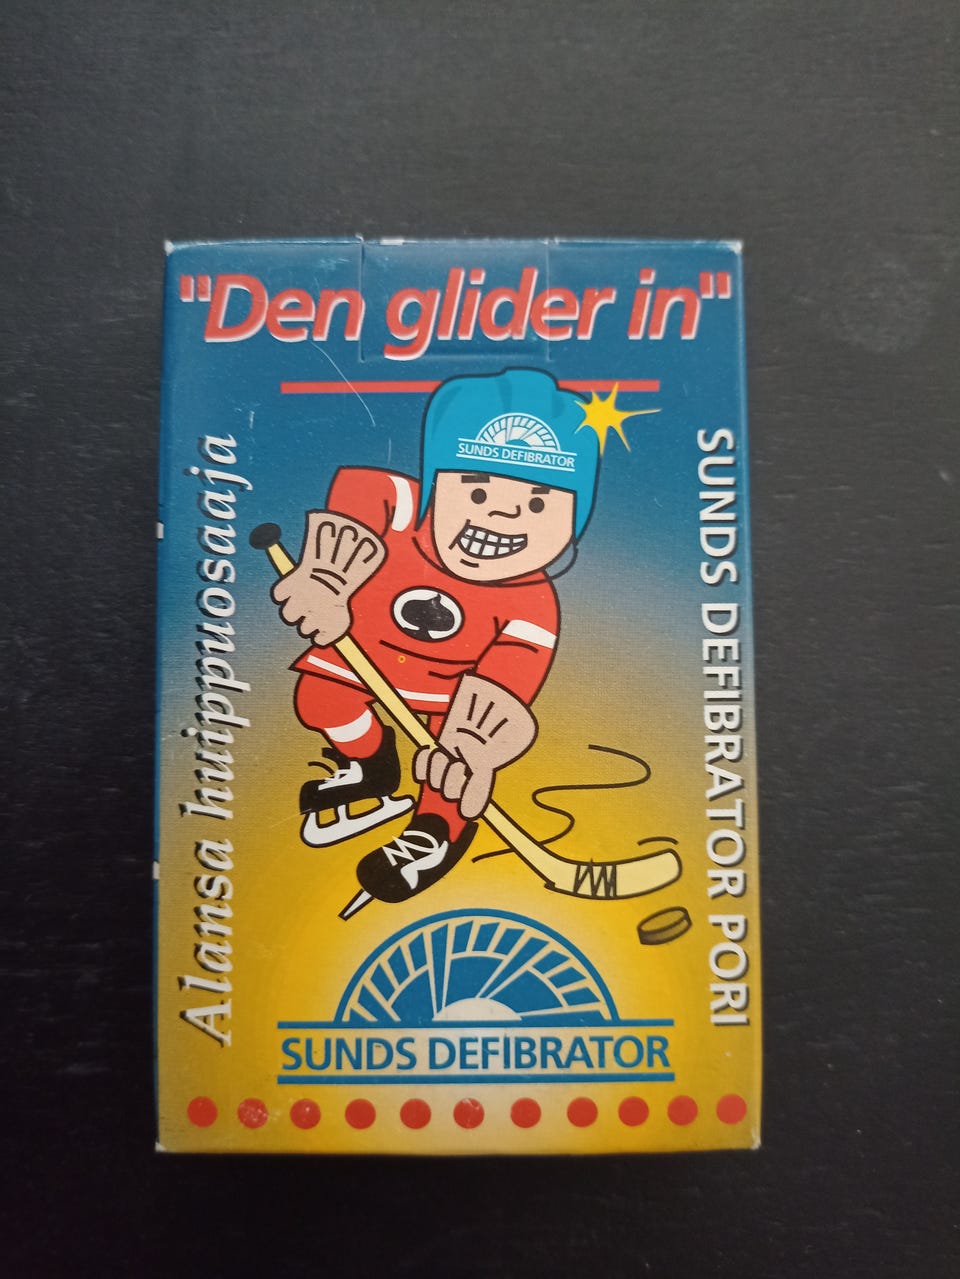 "Den glider in"
SUNDS DEFIBRATOR
Alansa huippuosaaja
SUNDS DEFIBRATOR PORI
SUNDS DEFIBRATOR